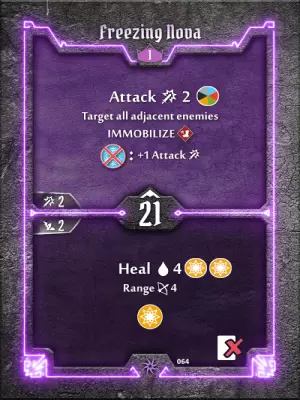 Freezing Nova
1
Attack 2
Target all adjacent enemies
IMMOBILIZE
: +1 Attack
2
21
2
Heal 4
Range 4
064